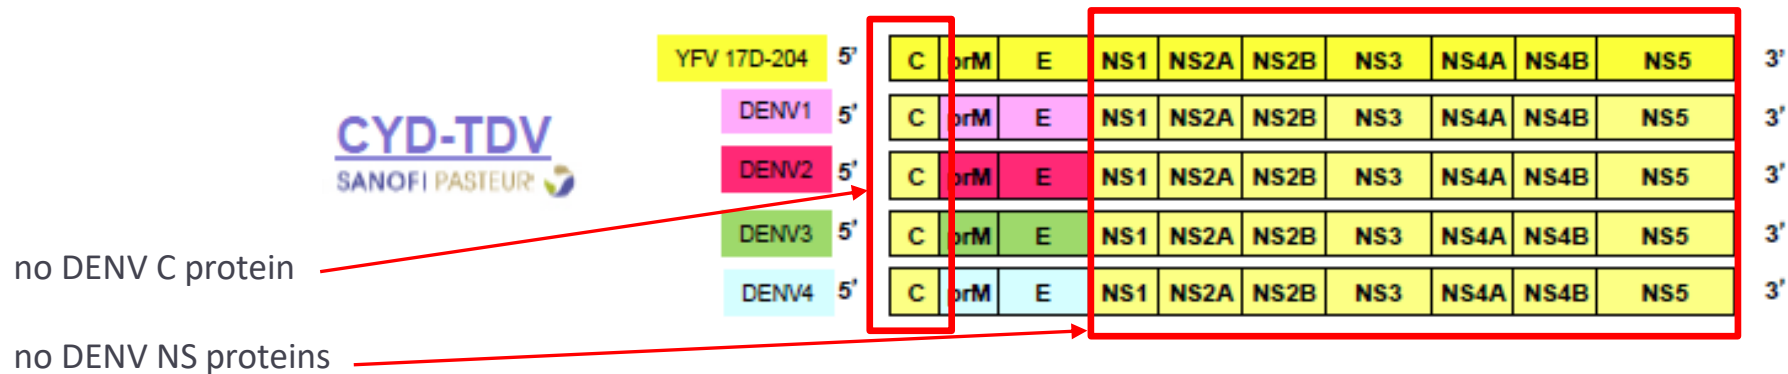 YFV 17D-204 5' C prM E NS1 NS2A NS2B NS3 NS4A NS4B NS5 3'
DENV1 5' C prM E NS1 NS2A NS2B NS3 NS4A NS4B NS5 3'
CYD-TDV
SANOFI PASTEUR
DENV2 5' C prM E NS1 NS2A NS2B NS3 NS4A NS4B NS5 3'
DENV3 5' C prM E NS1 NS2A NS2B NS3 NS4A NS4B NS5 3'
no DENV C protein
DENV4 5' C prM E NS1 NS2A NS2B NS3 NS4A NS4B NS5 3'
no DENV NS proteins